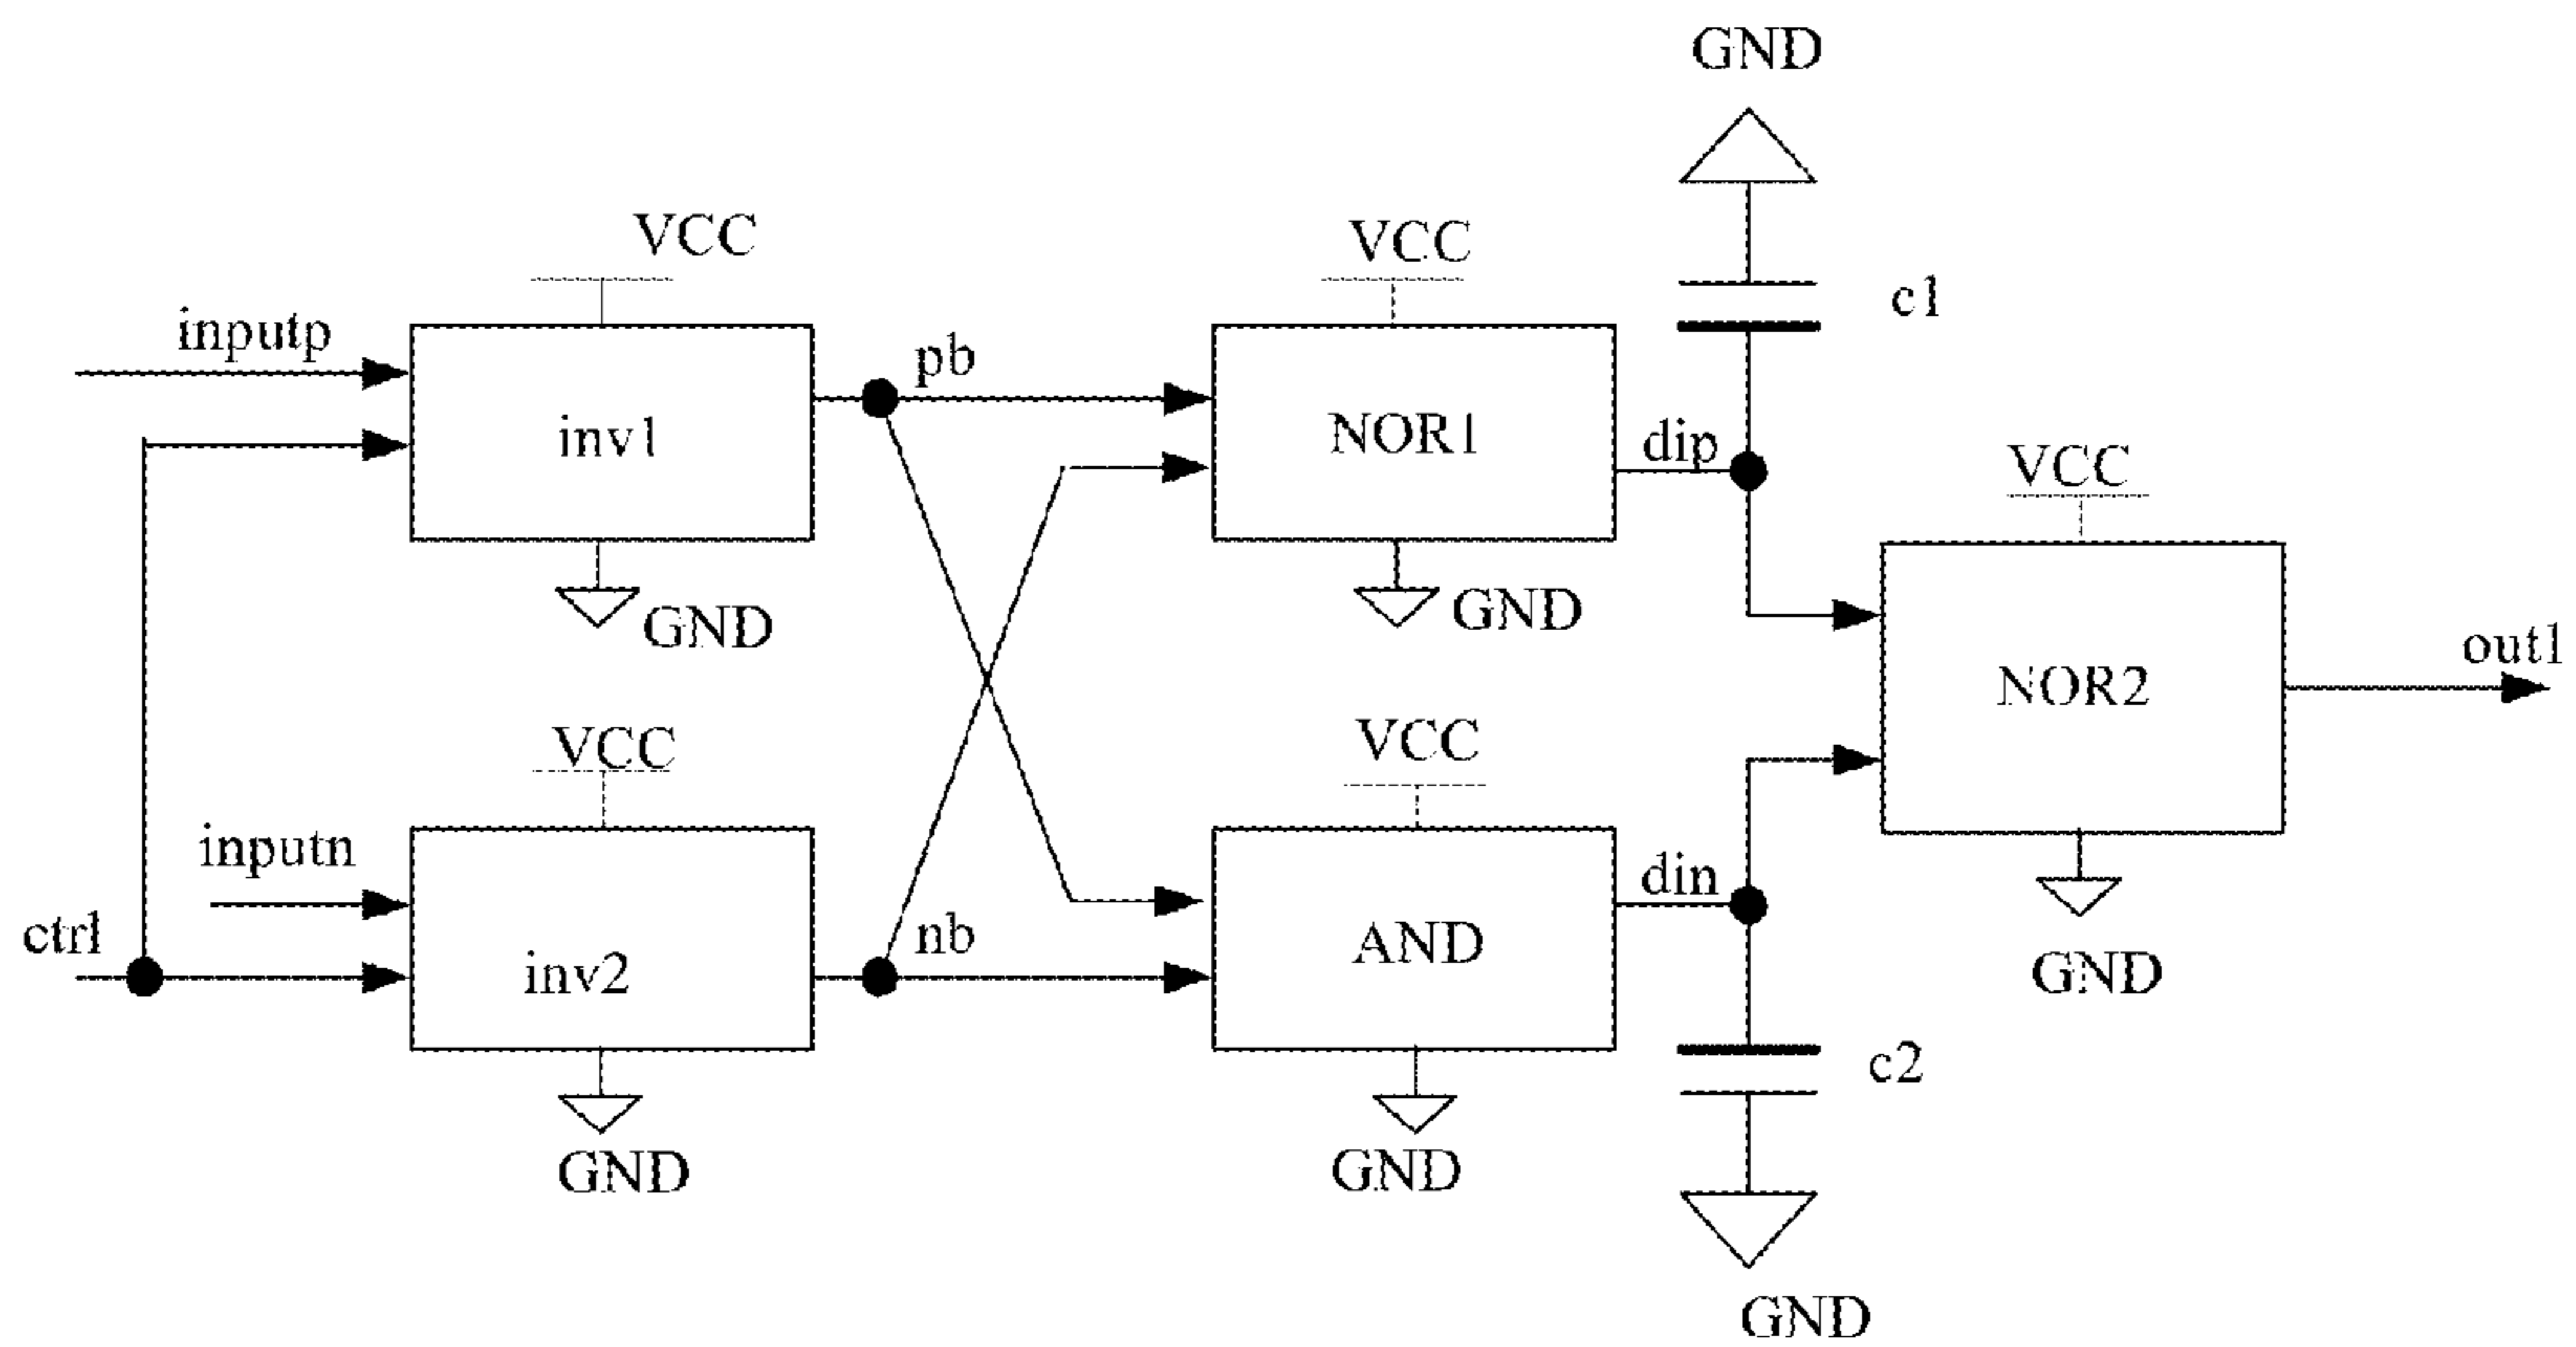 GND
VCC
VCC
c1
inputp
pb
inv1
NOR1
dip
VCC
GND
GND
out1
NOR2
VCC
VCC
inputn
din
ctrl
nb
AND
inv2
GND
c2
GND
GND
GND